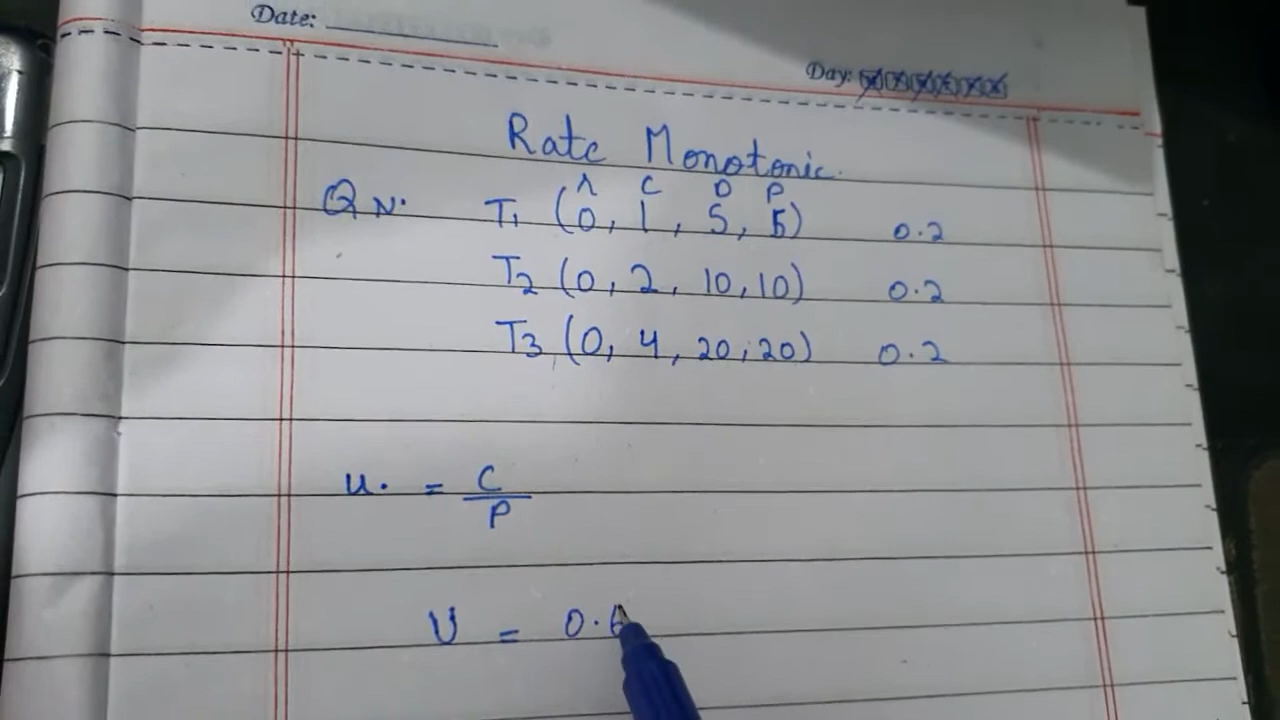 Date:
Day:
Rate Monotonic.
λ C D P
QN. T1 (0, 1, 5, 5) 0.2
T2 (0, 2, 10, 10) 0.2
T3 (0, 4, 20, 20) 0.2
u. = C
P
U = 0.6